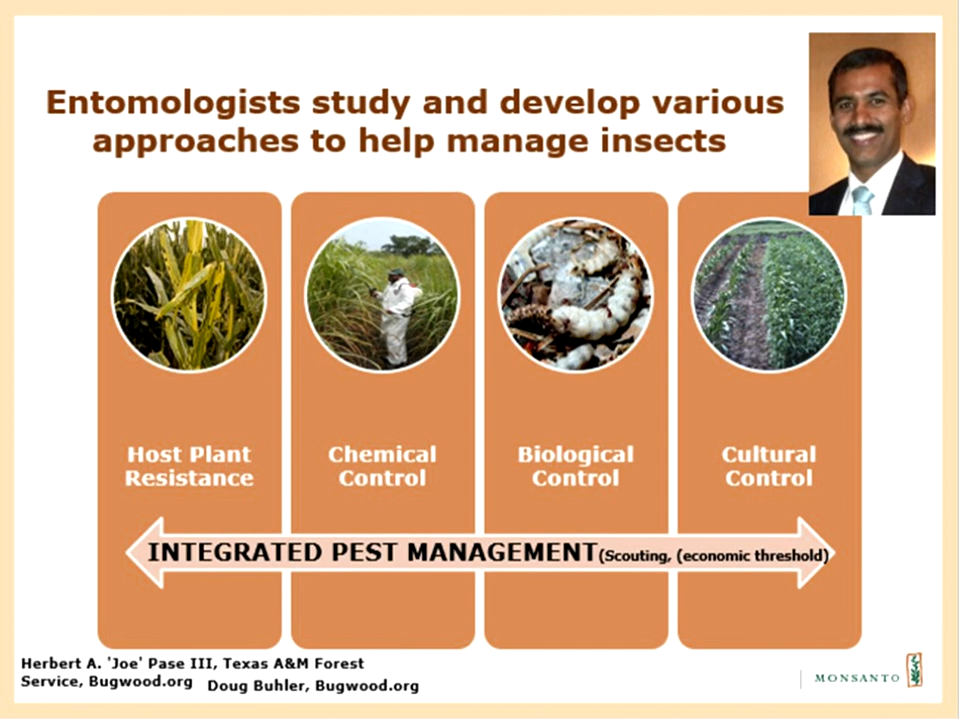 Entomologists study and develop various
approaches to help manage insects
Host Plant
Resistance
Chemical
Control
Biological
Control
Cultural
Control
INTEGRATED PEST MANAGEMENT(Scouting, (economic threshold)
Herbert A. 'Joe' Pase III, Texas A&M Forest
Service, Bugwood.org
Doug Buhler, Bugwood.org
MONSANTO